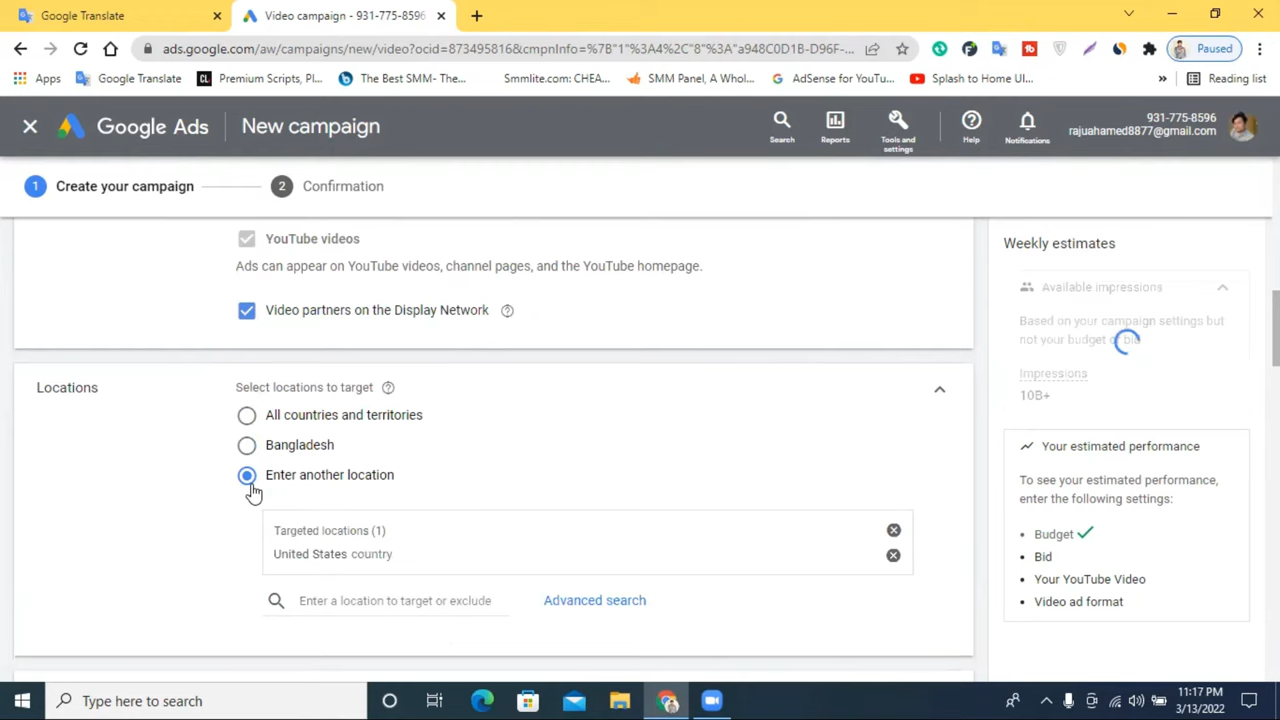 Google Translate
Video campaign - 931-775-8596
ads.google.com/aw/campaigns/new/video?ocid=873495816&cmpnInfo=%7B"1"%3A4%2C"8"%3A"a948C0D1B-D96F-...
Paused
Apps
Google Translate
Premium Scripts, Pl...
The Best SMM- The...
Smmlite.com: CHEA...
SMM Panel, A Whol...
AdSense for YouTu...
Splash to Home UI...
»
Reading list
Google Ads
New campaign
Search
Reports
Tools and settings
Help
Notifications
931-775-8596
rajuahamed8877@gmail.com
1 Create your campaign
2 Confirmation
YouTube videos
Ads can appear on YouTube videos, channel pages, and the YouTube homepage.
Video partners on the Display Network
Locations
Select locations to target
All countries and territories
Bangladesh
Enter another location
Targeted locations (1)
United States country
Enter a location to target or exclude
Advanced search
Weekly estimates
Available impressions
Based on your campaign settings but
not your budget or bid
Impressions
10B+
Your estimated performance
To see your estimated performance,
enter the following settings:
• Budget
• Bid
• Your YouTube Video
• Video ad format
Type here to search
11:17 PM
3/13/2022